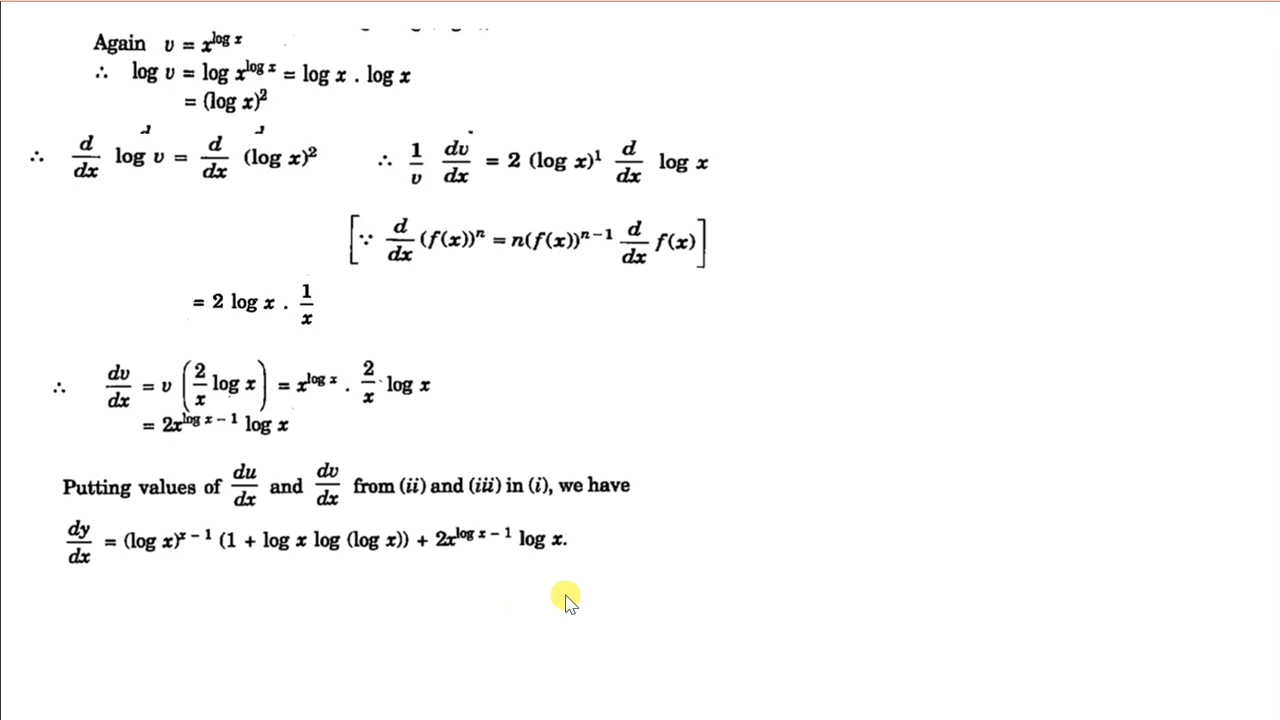 Again v = x^{log x}
∴ log v = log x^{log x} = log x . log x
= (log x)^2
∴ d/dx log v = d/dx (log x)^2 ∴ 1/v dv/dx = 2 (log x)^1 d/dx log x
[∵ d/dx (f(x))^n = n(f(x))^{n-1} d/dx f(x)]
= 2 log x . 1/x
∴ dv/dx = v (2/x log x) = x^{log x} . 2/x log x
= 2x^{log x - 1} log x
Putting values of du/dx and dv/dx from (ii) and (iii) in (i), we have
dy/dx = (log x)^{x - 1} (1 + log x log (log x)) + 2x^{log x - 1} log x.